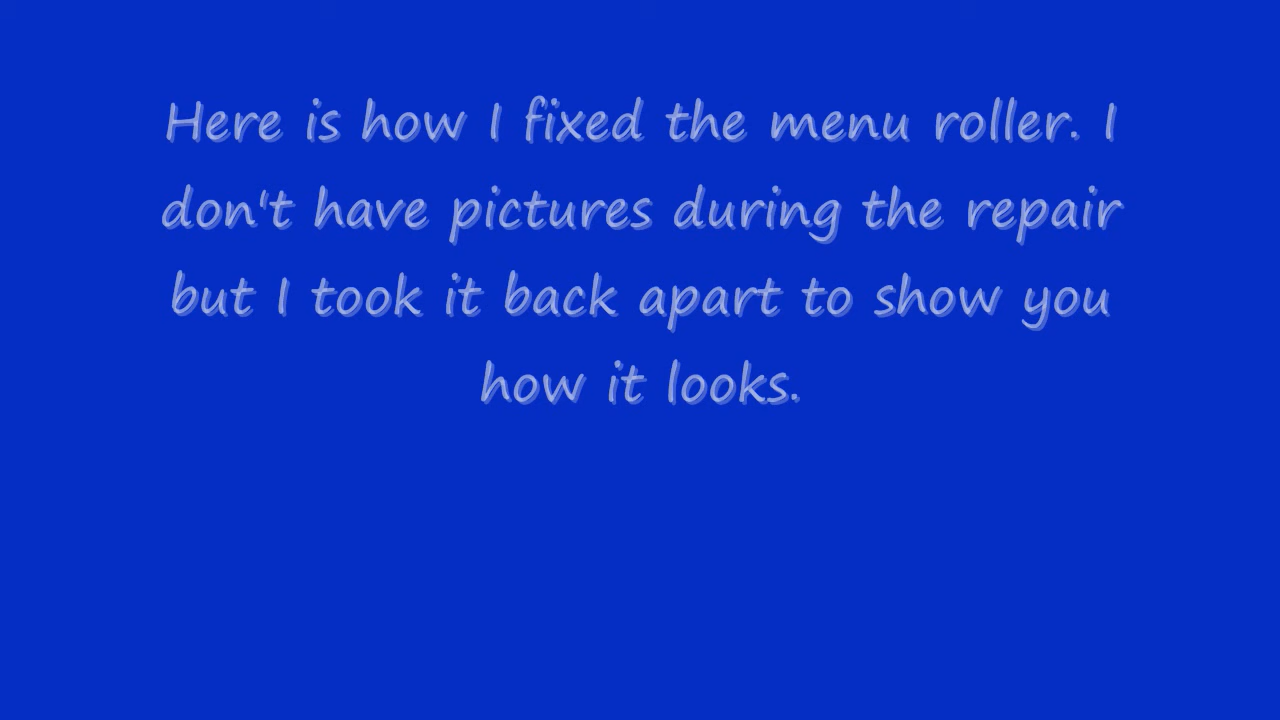 Here is how I fixed the menu roller. I
don't have pictures during the repair
but I took it back apart to show you
how it looks.